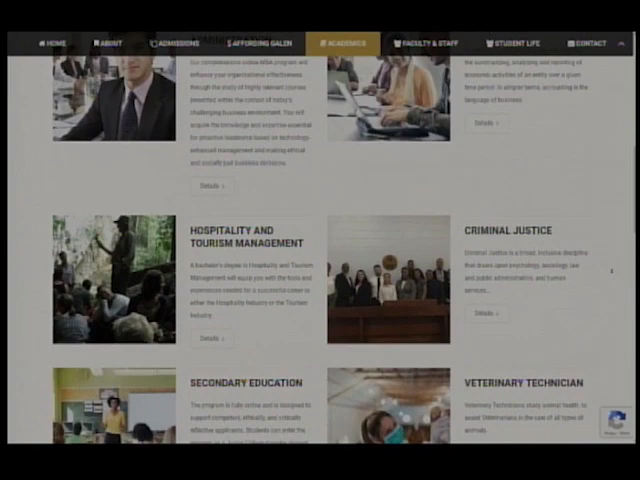 HOME ABOUT ADMISSIONS $ AFFORDING GALEN ACADEMICS FACULTY & STAFF STUDENT LIFE CONTACT
ADMINISTRATION
our comprehensive online MBA program will
enhance your organizational effectiveness
through the study of highly relevant courses
presented within the context of today's
challenging business environment. You will
acquire the knowledge and expertise essential
for proactive leadership based on technology-
enhanced management and making ethical
and socially just business decisions.
Details
the summarizing, analyzing and reporting of
economic activities of an entity over a given
time period. In simpler terms, accounting is the
language of business.
Details
HOSPITALITY AND
TOURISM MANAGEMENT
A Bachelor's degree in Hospitality and Tourism
Management will equip you with the tools and
experiences needed for a successful career in
either the Hospitality Industry or the Tourism
Industry.
Details
CRIMINAL JUSTICE
Criminal Justice is a broad, inclusive discipline
that draws upon psychology, sociology, law
and public administration, and human
services...
Details
SECONDARY EDUCATION
The program is fully online and is designed to
support competent, ethically, and critically
reflective applicants. Students can enter the
VETERINARY TECHNICIAN
Veterinary Technicians study animal health, to
assist Veterinarians in the care of all types of
animals.